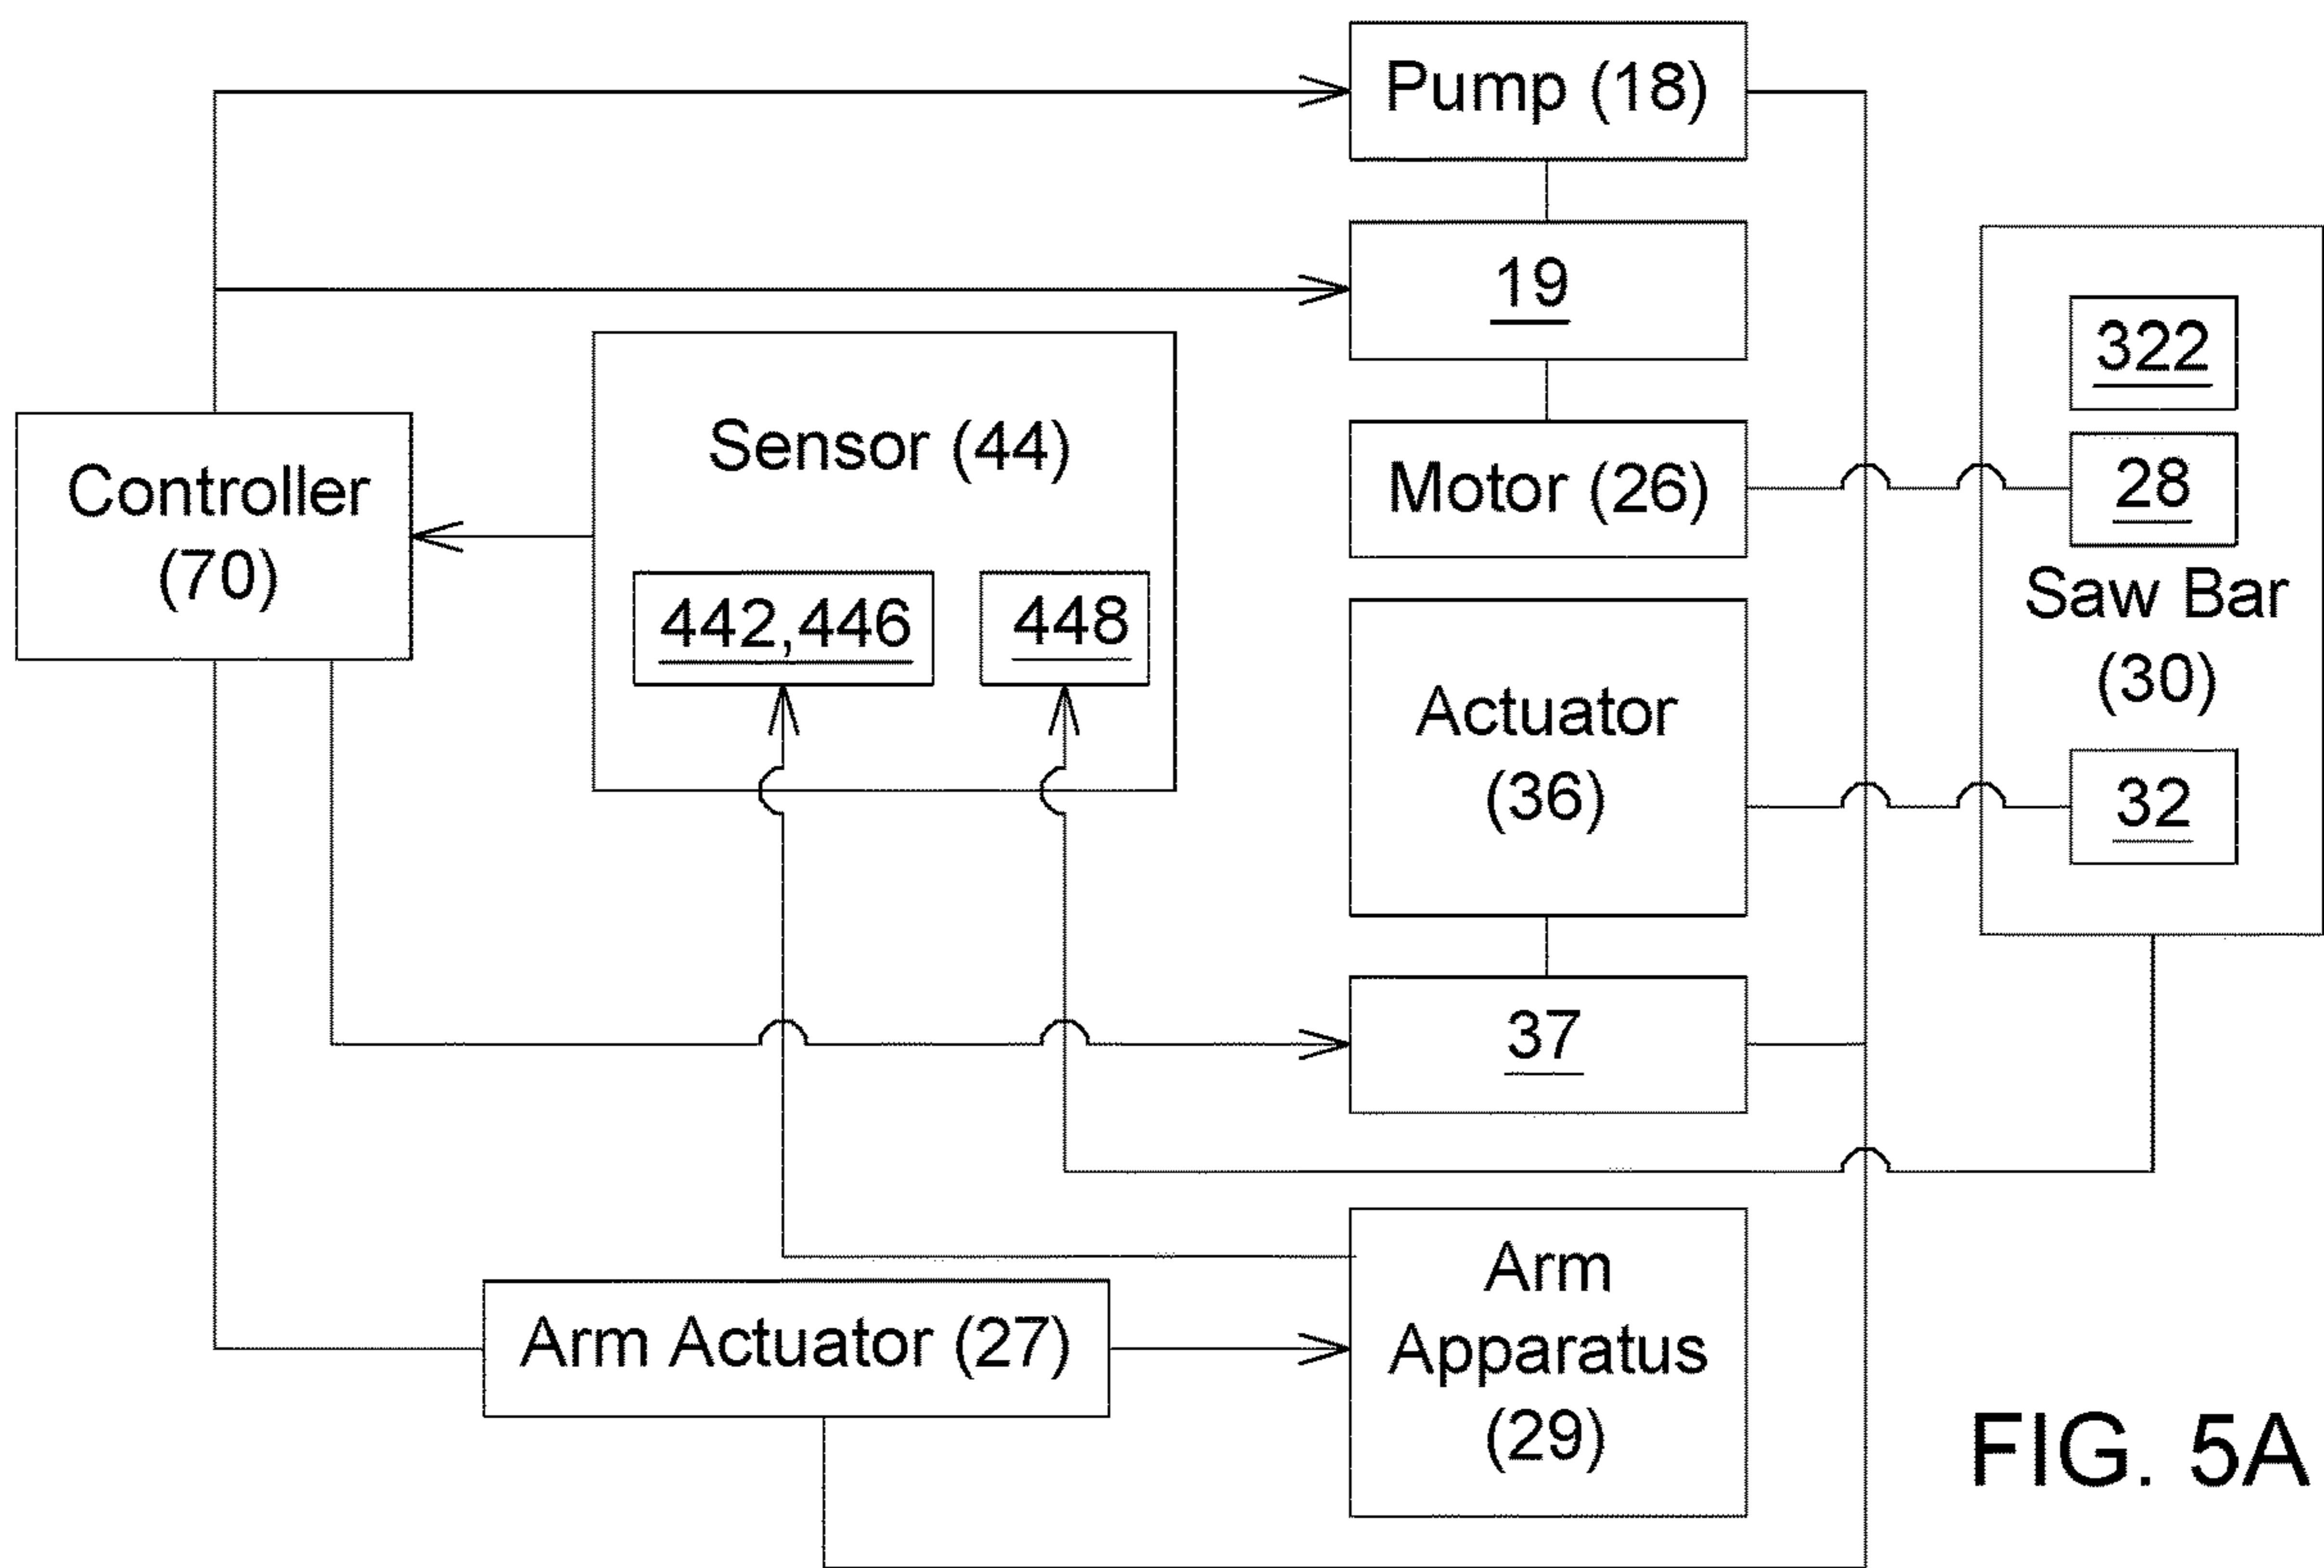 Pump (18)
19
322
Sensor (44)
Controller
(70)
Motor (26)
28
Saw Bar
(30)
442,446
448
Actuator
(36)
32
37
Arm
Apparatus
(29)
Arm Actuator (27)
FIG. 5A